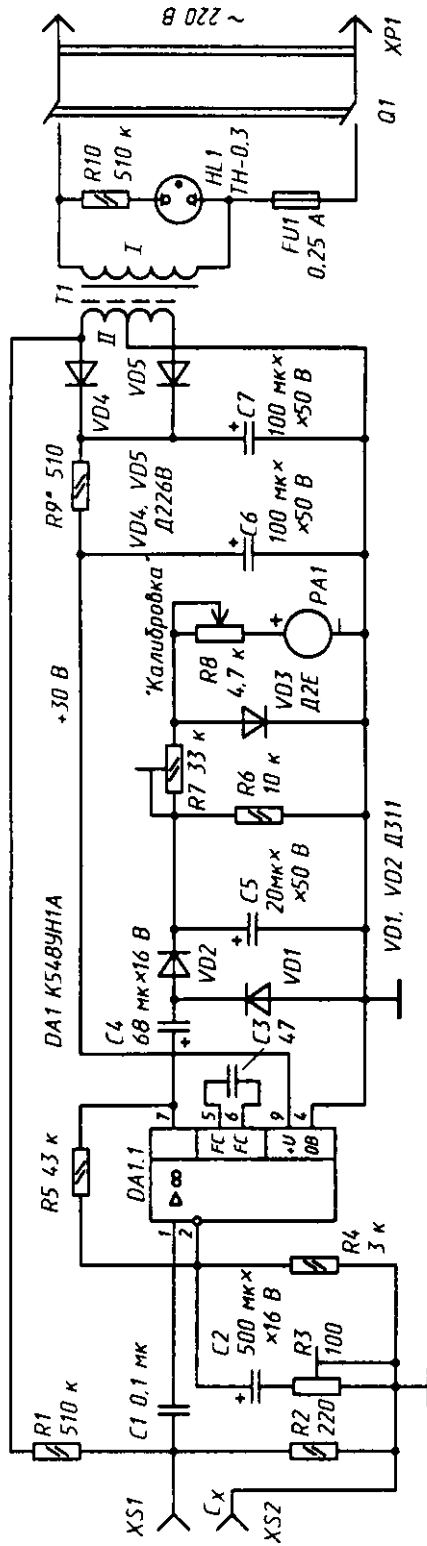 XS1
Cх
XS2
R1
510 к
C1 0,1 мк
R2
220
R3
100
C2
500 мк×
×16 В
R4
3 к
R5 43 к
DA1.1
▷ ∞
1
2
7
5
6
9
4
FC
FC
+U
0В
C3
47
DA1 К548УН1А
C4
68 мк×16 В
VD2
VD1
C5
20мк×
×50 В
VD1, VD2 Д311
R7 33 к
R6
10 к
"Калибровка"
R8
4,7 к
VD3
Д2Е
PA1
+
−
+30 В
R9* 510
VD4, VD5
Д226В
C6
100 мк×
×50 В
C7
100 мк×
×50 В
VD4
VD5
T1
II
I
R10
510 к
HL1
ТН-0,3
FU1
0,25 А
Q1
XP1
~ 220 В